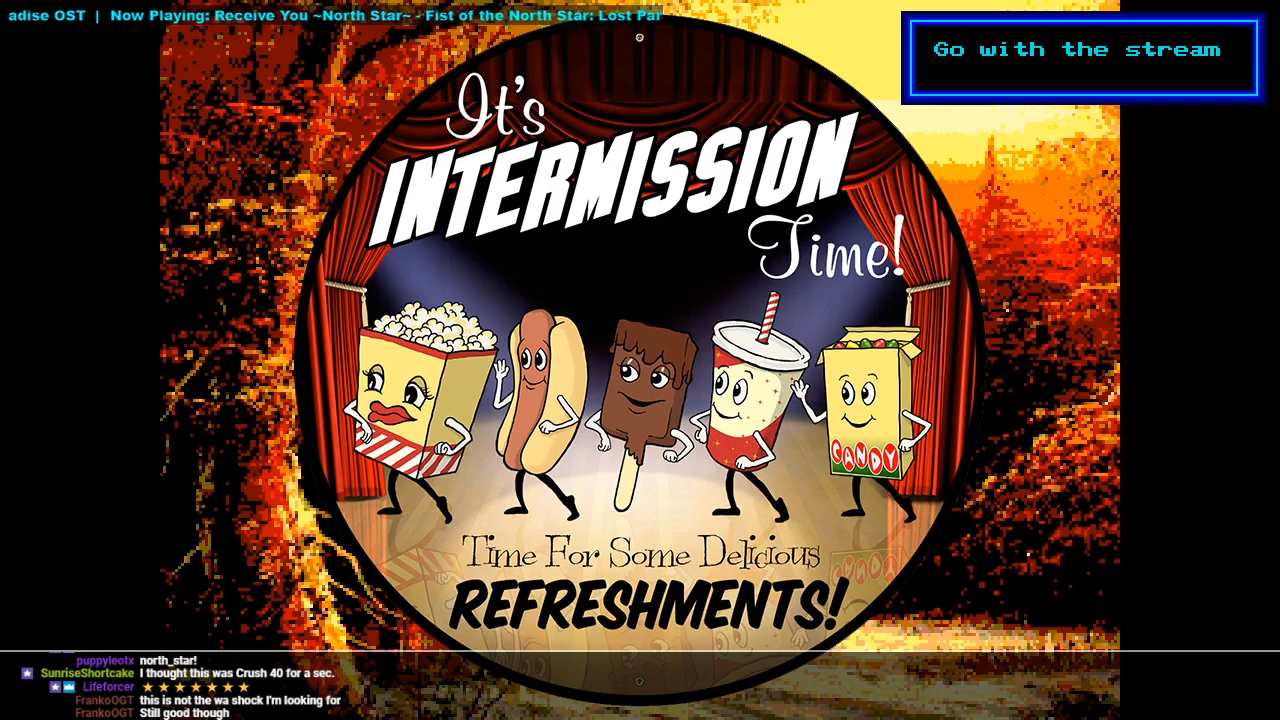 adise OST | Now Playing: Receive You ~North Star~ - Fist of the North Star: Lost Par
Go with the stream
It's
INTERMISSION
Time!
CANDY
Time For Some Delicious
REFRESHMENTS!
puppyleotx north_star!
SunriseShortcake I thought this was Crush 40 for a sec.
Lifeforcer ★ ★ ★ ★ ★ ★ ★
FrankoOGT this is not the wa shock I'm looking for
FrankoOGT Still good though